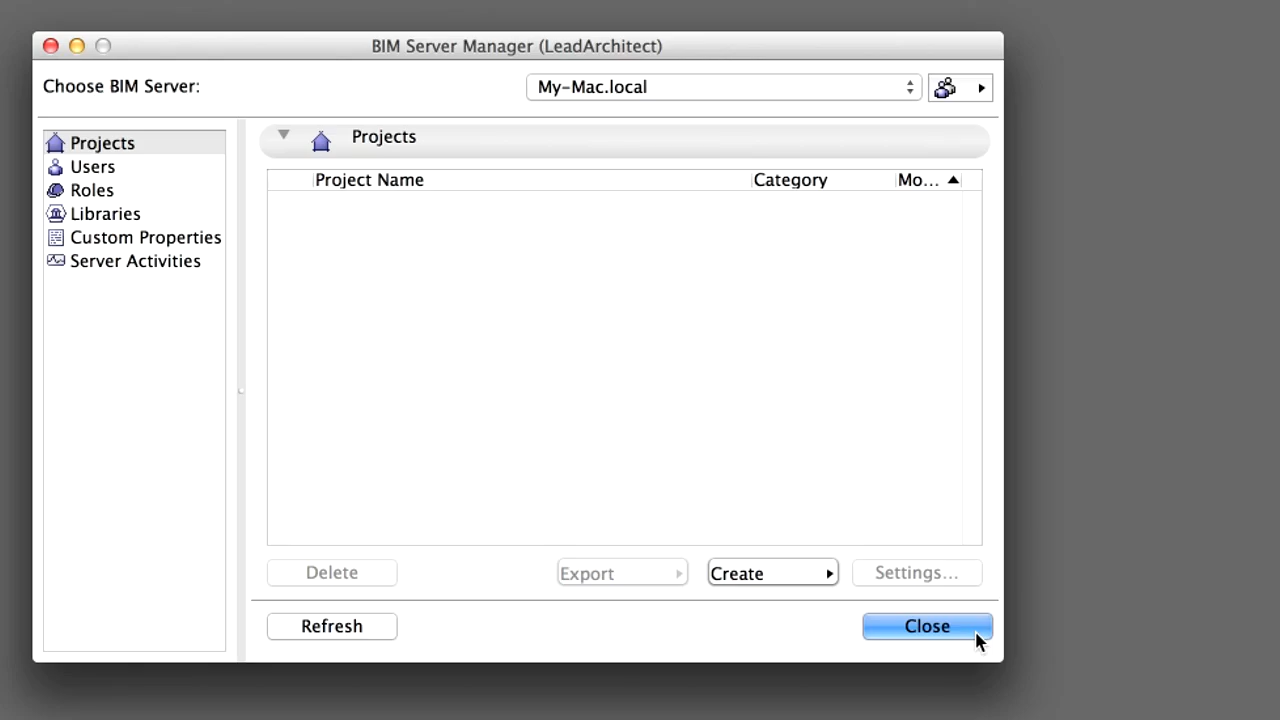 BIM Server Manager (LeadArchitect)
Choose BIM Server:
My-Mac.local
Projects
Users
Roles
Libraries
Custom Properties
Server Activities
Projects
Project Name Category Mo...
Delete Export Create Settings...
Refresh Close